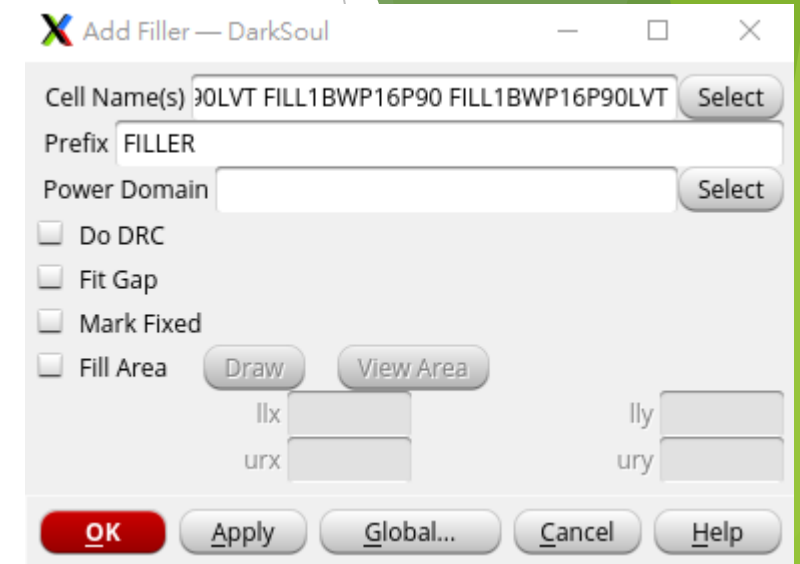 Add Filler — DarkSoul
Cell Name(s) 90LVT FILL1BWP16P90 FILL1BWP16P90LVT Select
Prefix FILLER
Power Domain Select
Do DRC
Fit Gap
Mark Fixed
Fill Area Draw View Area
llx lly
urx ury
OK Apply Global... Cancel Help